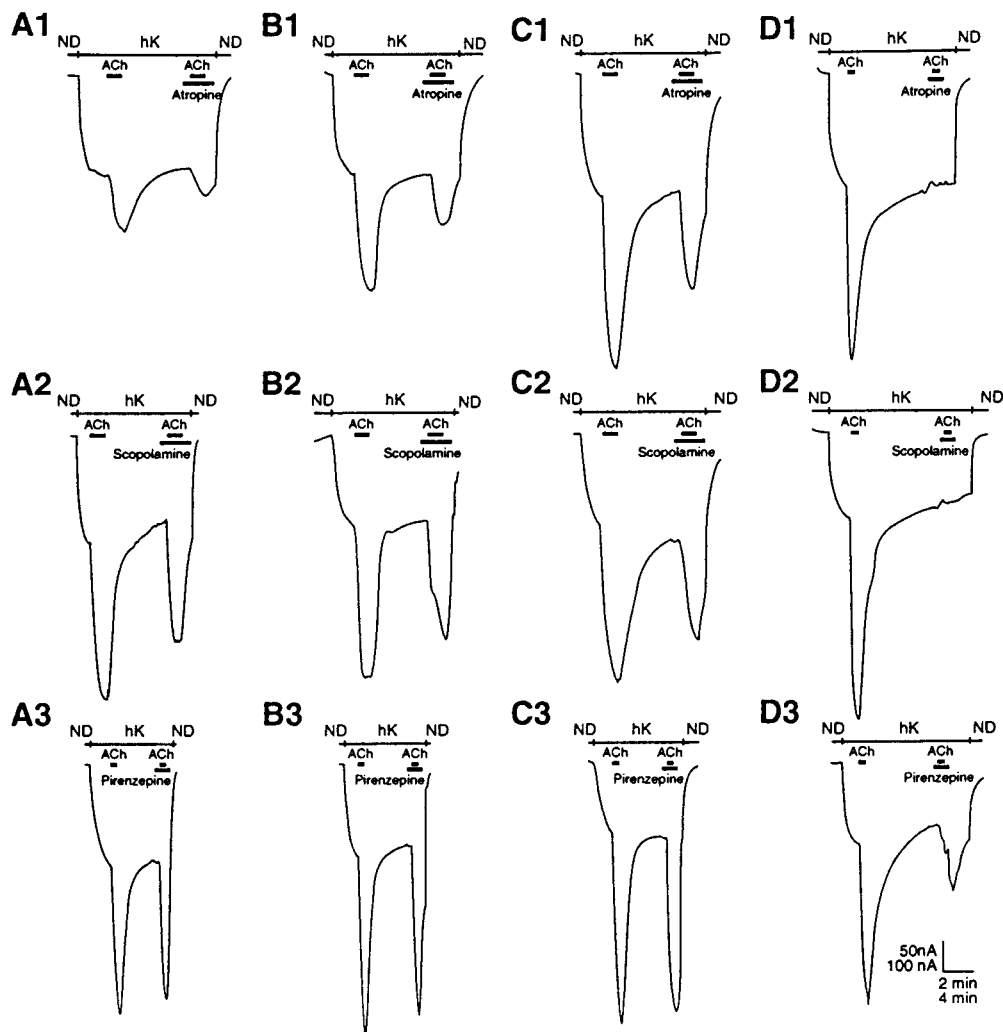 A1
ND hK ND
ACh ACh
Atropine
B1
ND hK ND
ACh ACh
Atropine
C1
ND hK ND
ACh ACh
Atropine
D1
ND hK ND
ACh ACh
Atropine
A2
ND hK ND
ACh ACh
Scopolamine
B2
ND hK ND
ACh ACh
Scopolamine
C2
ND hK ND
ACh ACh
Scopolamine
D2
ND hK ND
ACh ACh
Scopolamine
A3
ND hK ND
ACh ACh
Pirenzepine
B3
ND hK ND
ACh ACh
Pirenzepine
C3
ND hK ND
ACh ACh
Pirenzepine
D3
ND hK ND
ACh ACh
Pirenzepine
50nA
100 nA
2 min
4 min